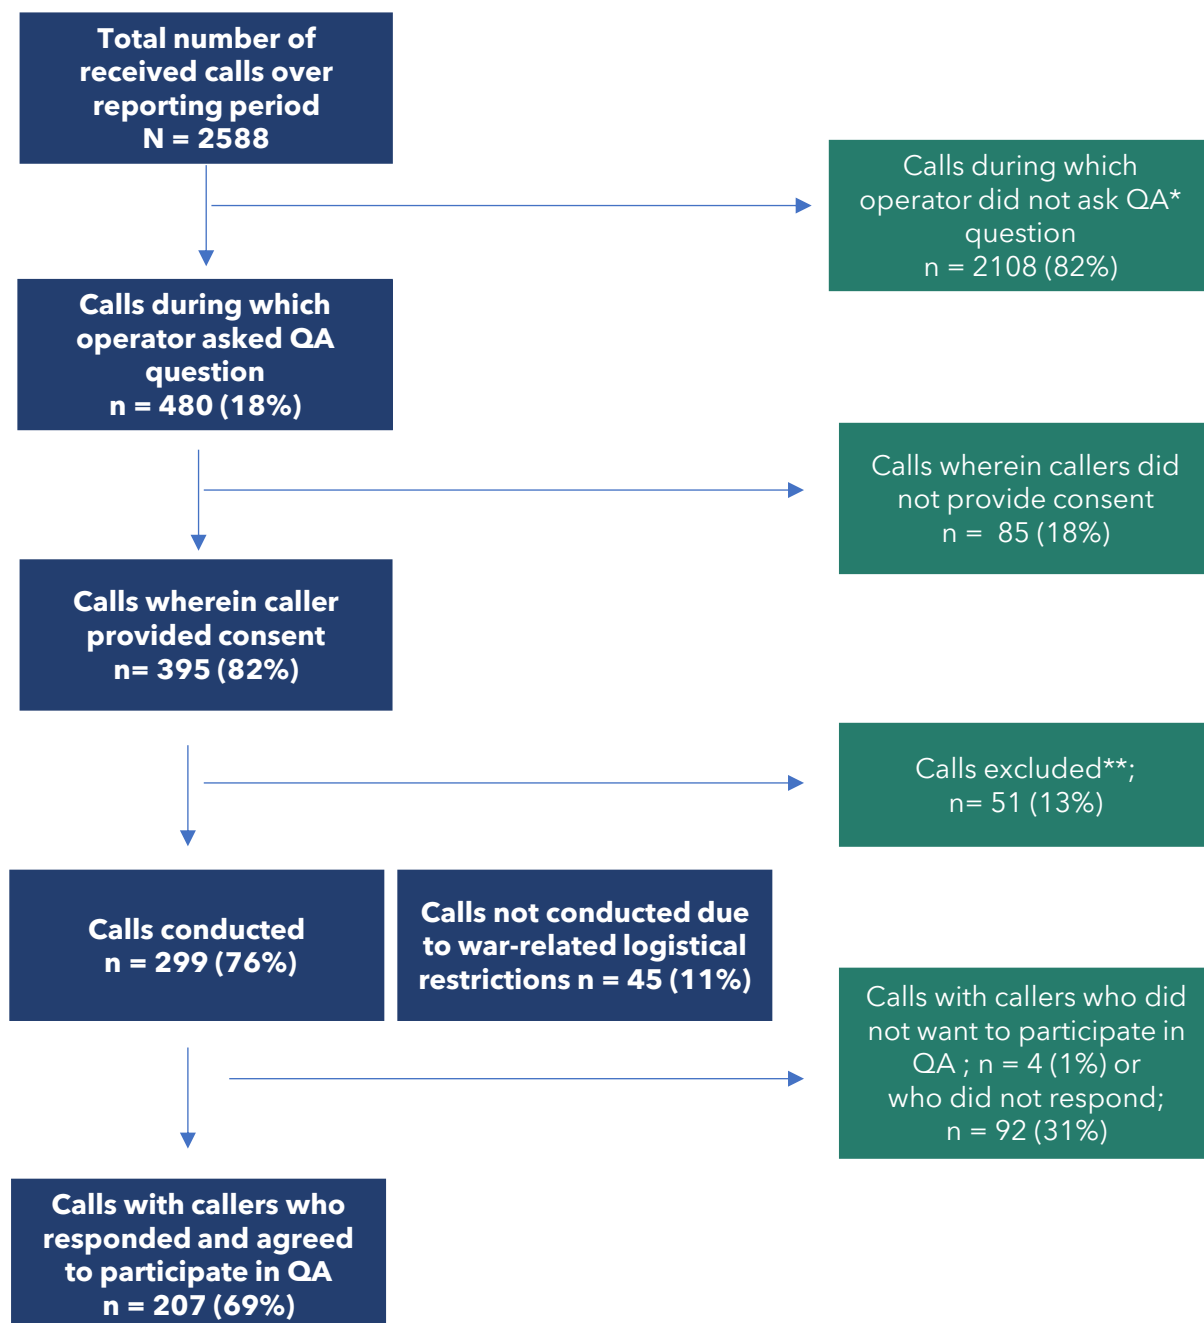 Total number of
received calls over
reporting period
N = 2588
Calls during which
operator did not ask QA*
question
n = 2108 (82%)
Calls during which
operator asked QA
question
n = 480 (18%)
Calls wherein callers did
not provide consent
n =  85 (18%)
Calls wherein caller
provided consent
n= 395 (82%)
Calls excluded**;
n= 51 (13%)
Calls conducted
n = 299 (76%)
Calls not conducted due
to war-related logistical
restrictions n = 45 (11%)
Calls with callers who did
not want to participate in
QA ; n = 4 (1%) or
who did not respond;
n = 92 (31%)
Calls with callers who
responded and agreed
to participate in QA
n = 207 (69%)